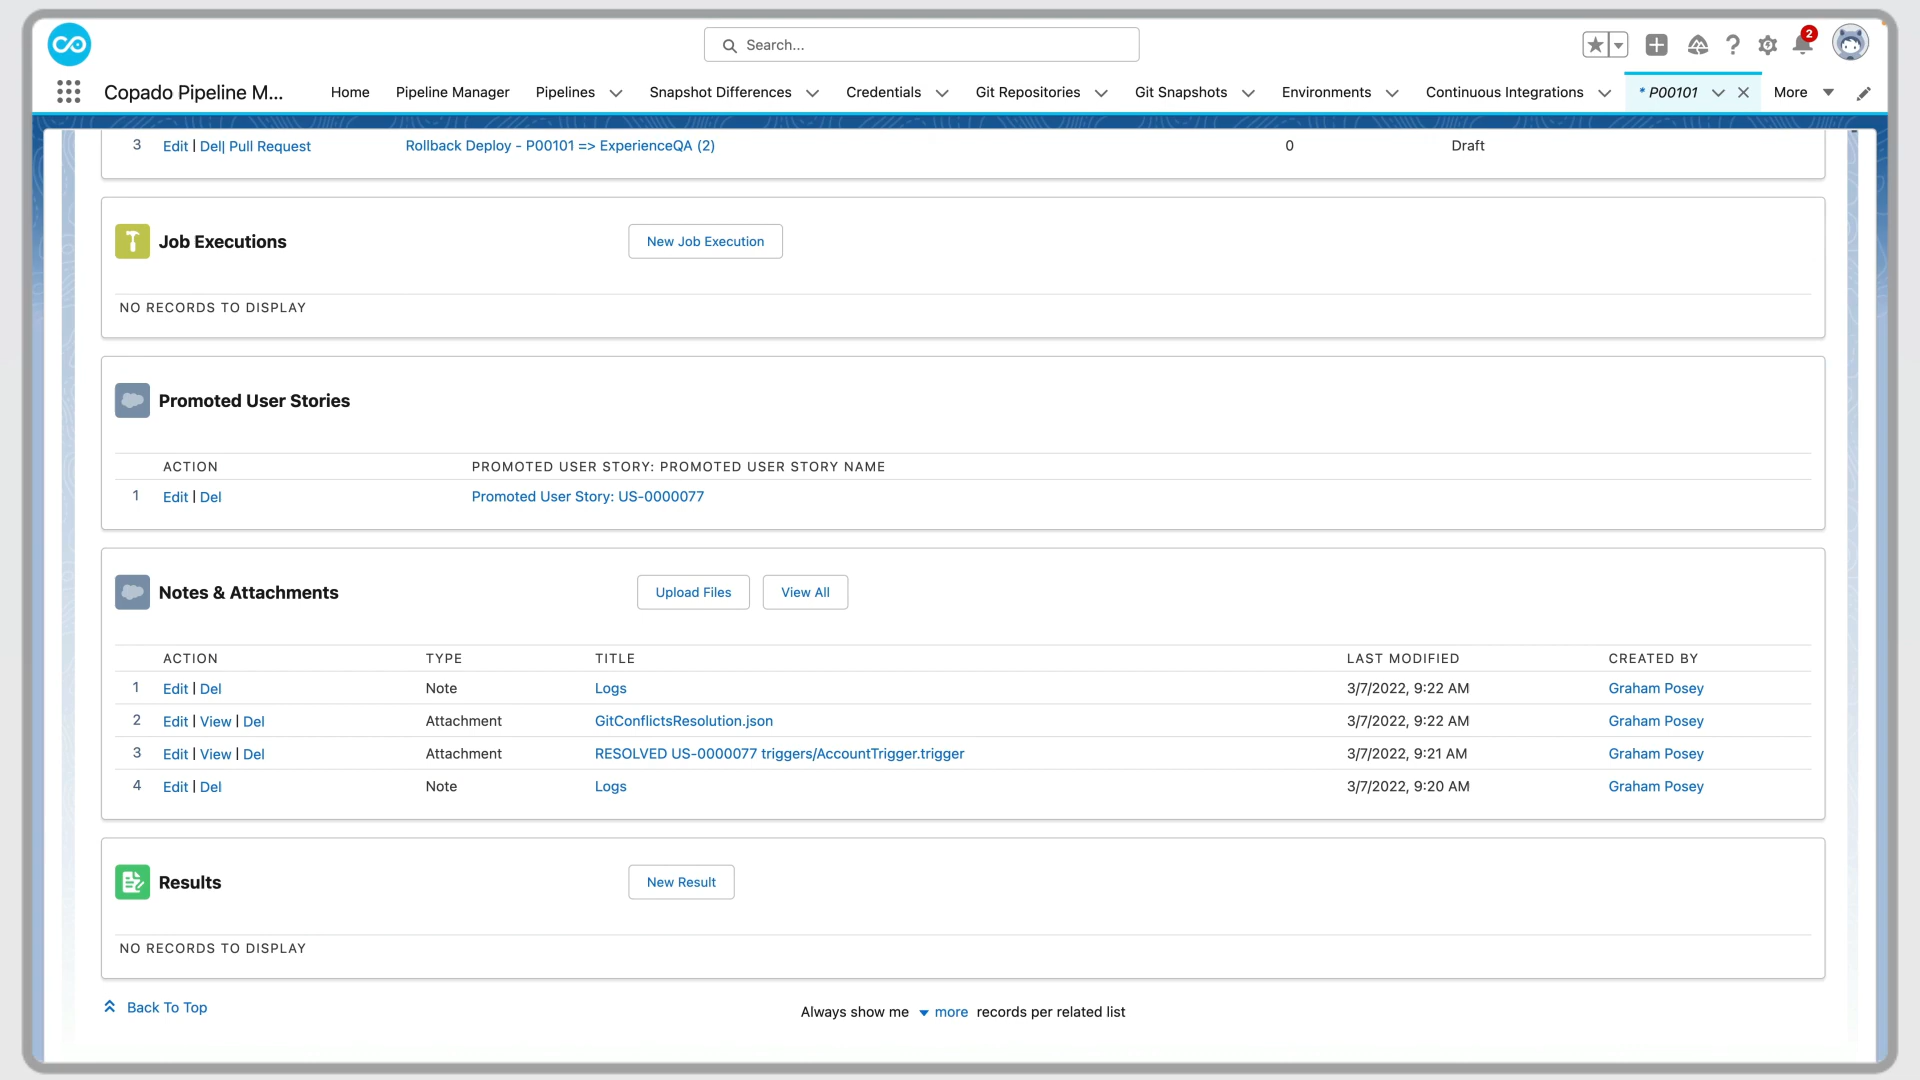 Search...
2
Copado Pipeline M... Home Pipeline Manager Pipelines Snapshot Differences Credentials Git Repositories Git Snapshots Environments Continuous Integrations * P00101 More
3 Edit | Del| Pull Request Rollback Deploy - P00101 => ExperienceQA (2) 0 Draft
Job Executions New Job Execution
NO RECORDS TO DISPLAY
Promoted User Stories
ACTION PROMOTED USER STORY: PROMOTED USER STORY NAME
1 Edit | Del Promoted User Story: US-0000077
Notes & Attachments Upload Files View All
ACTION TYPE TITLE LAST MODIFIED CREATED BY
1 Edit | Del Note Logs 3/7/2022, 9:22 AM Graham Posey
2 Edit | View | Del Attachment GitConflictsResolution.json 3/7/2022, 9:22 AM Graham Posey
3 Edit | View | Del Attachment RESOLVED US-0000077 triggers/AccountTrigger.trigger 3/7/2022, 9:21 AM Graham Posey
4 Edit | Del Note Logs 3/7/2022, 9:20 AM Graham Posey
Results New Result
NO RECORDS TO DISPLAY
Back To Top
Always show me more records per related list